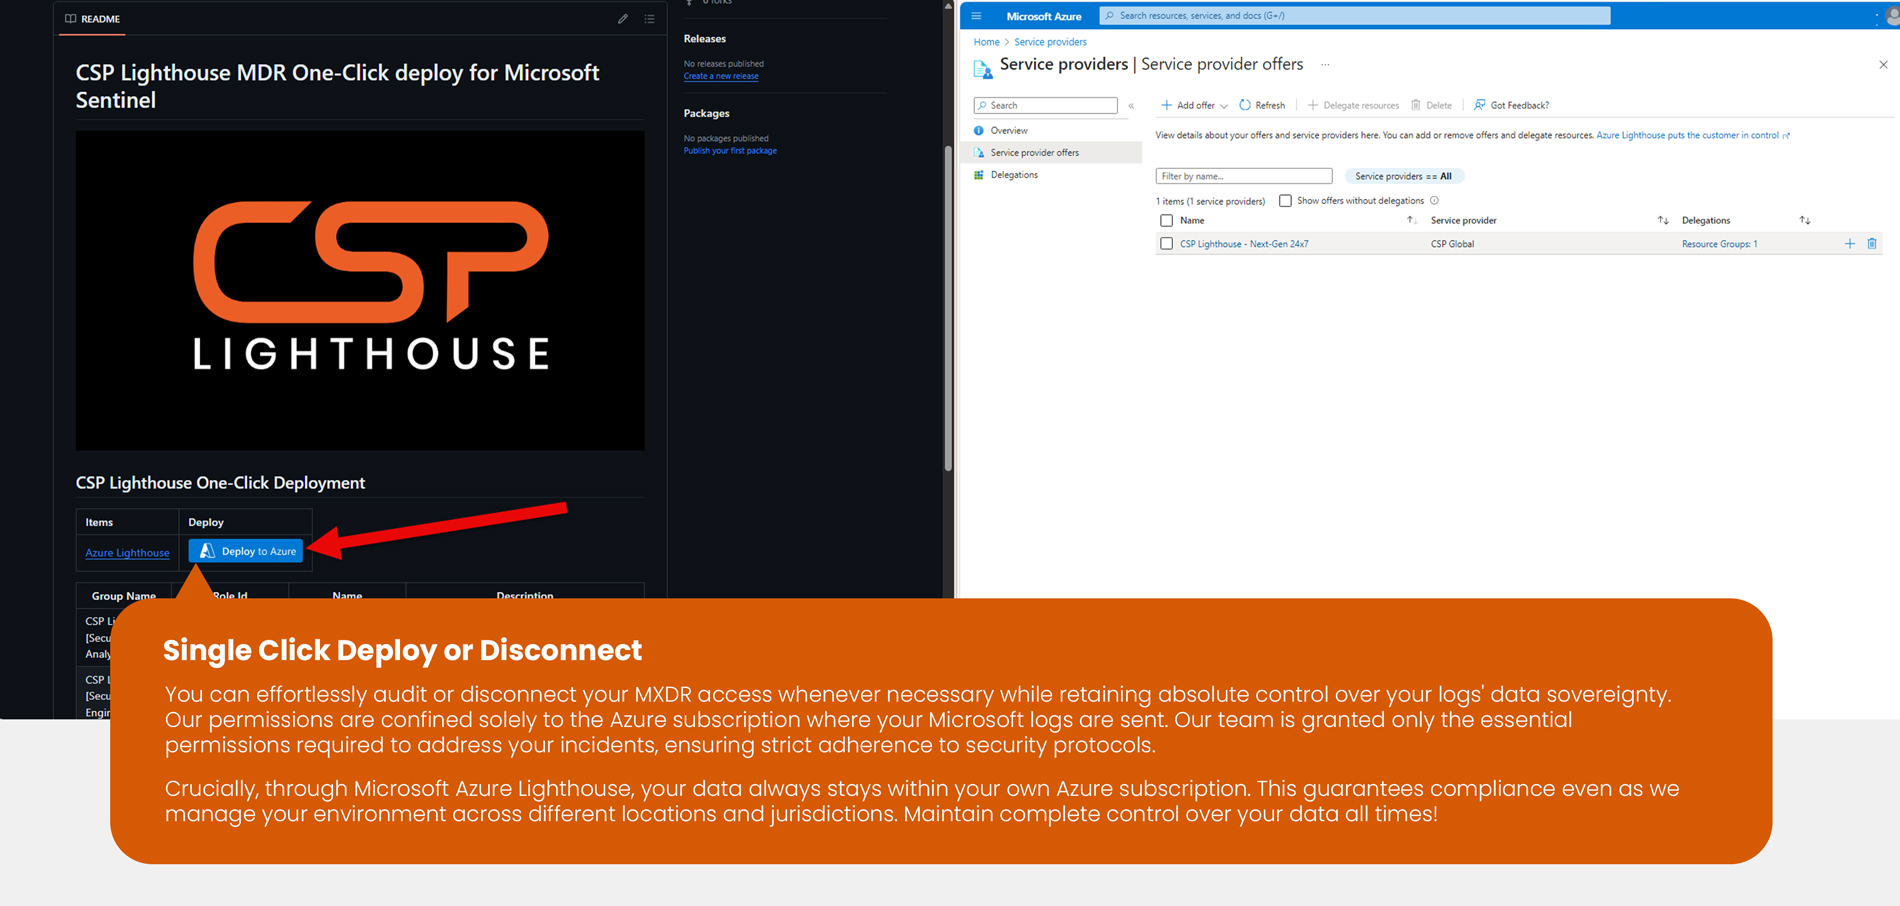 README
CSP Lighthouse MDR One-Click deploy for Microsoft
Sentinel
CSP
LIGHTHOUSE
CSP Lighthouse One-Click Deployment
Items Deploy
Azure Lighthouse Deploy to Azure
Group Name Role Id Name Description
CSP Li
[Secu
Analy
CSP L
[Secu
Engir
0 forks
Releases
No releases published
Create a new release
Packages
No packages published
Publish your first package
Microsoft Azure Search resources, services, and docs (G+/)
Home > Service providers
Service providers | Service provider offers ...
Search «
Overview
Service provider offers
Delegations
Add offer Refresh Delegate resources Delete Got Feedback?
View details about your offers and service providers here. You can add or remove offers and delegate resources. Azure Lighthouse puts the customer in control
Filter by name... Service providers == All
1 items (1 service providers) Show offers without delegations
Name Service provider Delegations
CSP Lighthouse - Next-Gen 24x7 CSP Global Resource Groups: 1
Single Click Deploy or Disconnect
You can effortlessly audit or disconnect your MXDR access whenever necessary while retaining absolute control over your logs' data sovereignty.
Our permissions are confined solely to the Azure subscription where your Microsoft logs are sent. Our team is granted only the essential
permissions required to address your incidents, ensuring strict adherence to security protocols.
Crucially, through Microsoft Azure Lighthouse, your data always stays within your own Azure subscription. This guarantees compliance even as we
manage your environment across different locations and jurisdictions. Maintain complete control over your data all times!